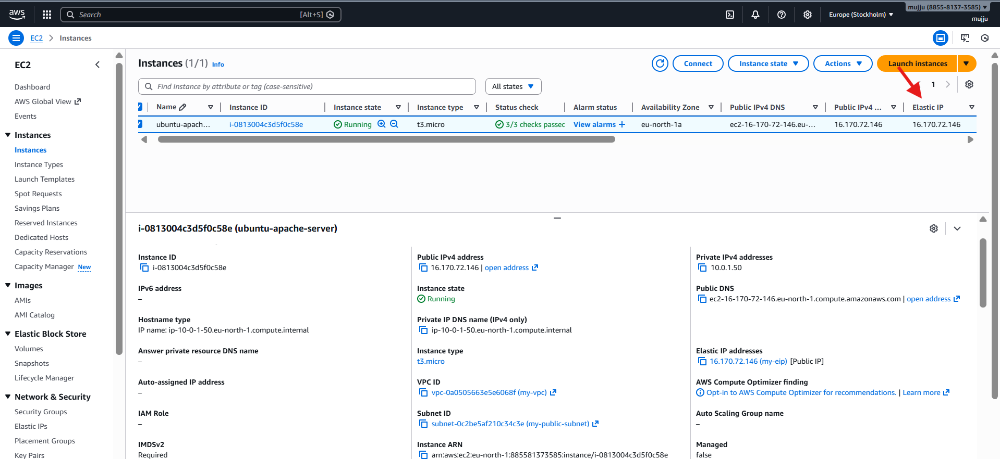 aws
Search [Alt+S]
Europe (Stockholm)
mujju (8855-8137-3585)
mujju
EC2 Instances
EC2
Dashboard
AWS Global View
Events
Instances
Instances
Instance Types
Launch Templates
Spot Requests
Savings Plans
Reserved Instances
Dedicated Hosts
Capacity Reservations
Capacity Manager New
Images
AMIs
AMI Catalog
Elastic Block Store
Volumes
Snapshots
Lifecycle Manager
Network & Security
Security Groups
Elastic IPs
Placement Groups
Key Pairs
Instances (1/1) Info
Connect Instance state Actions Launch instances
Find Instance by attribute or tag (case-sensitive) All states 1
Name Instance ID Instance state Instance type Status check Alarm status Availability Zone Public IPv4 DNS Public IPv4 ... Elastic IP
ubuntu-apach... i-0813004c3d5f0c58e Running t3.micro 3/3 checks passec View alarms + eu-north-1a ec2-16-170-72-146.eu-... 16.170.72.146 16.170.72.146
i-0813004c3d5f0c58e (ubuntu-apache-server)
Instance ID
i-0813004c3d5f0c58e
IPv6 address
–
Hostname type
IP name: ip-10-0-1-50.eu-north-1.compute.internal
Answer private resource DNS name
–
Auto-assigned IP address
–
IAM Role
–
IMDSv2
Required
Public IPv4 address
16.170.72.146 | open address
Instance state
Running
Private IP DNS name (IPv4 only)
ip-10-0-1-50.eu-north-1.compute.internal
Instance type
t3.micro
VPC ID
vpc-0a0505663e5e6068f (my-vpc)
Subnet ID
subnet-0c2be5af210c34c3e (my-public-subnet)
Instance ARN
arn:aws:ec2:eu-north-1:885581373585:instance/i-0813004c3d5f0c58e
Private IPv4 addresses
10.0.1.50
Public DNS
ec2-16-170-72-146.eu-north-1.compute.amazonaws.com | open address
Elastic IP addresses
16.170.72.146 (my-eip) [Public IP]
AWS Compute Optimizer finding
Opt-in to AWS Compute Optimizer for recommendations. | Learn more
Auto Scaling Group name
–
Managed
false